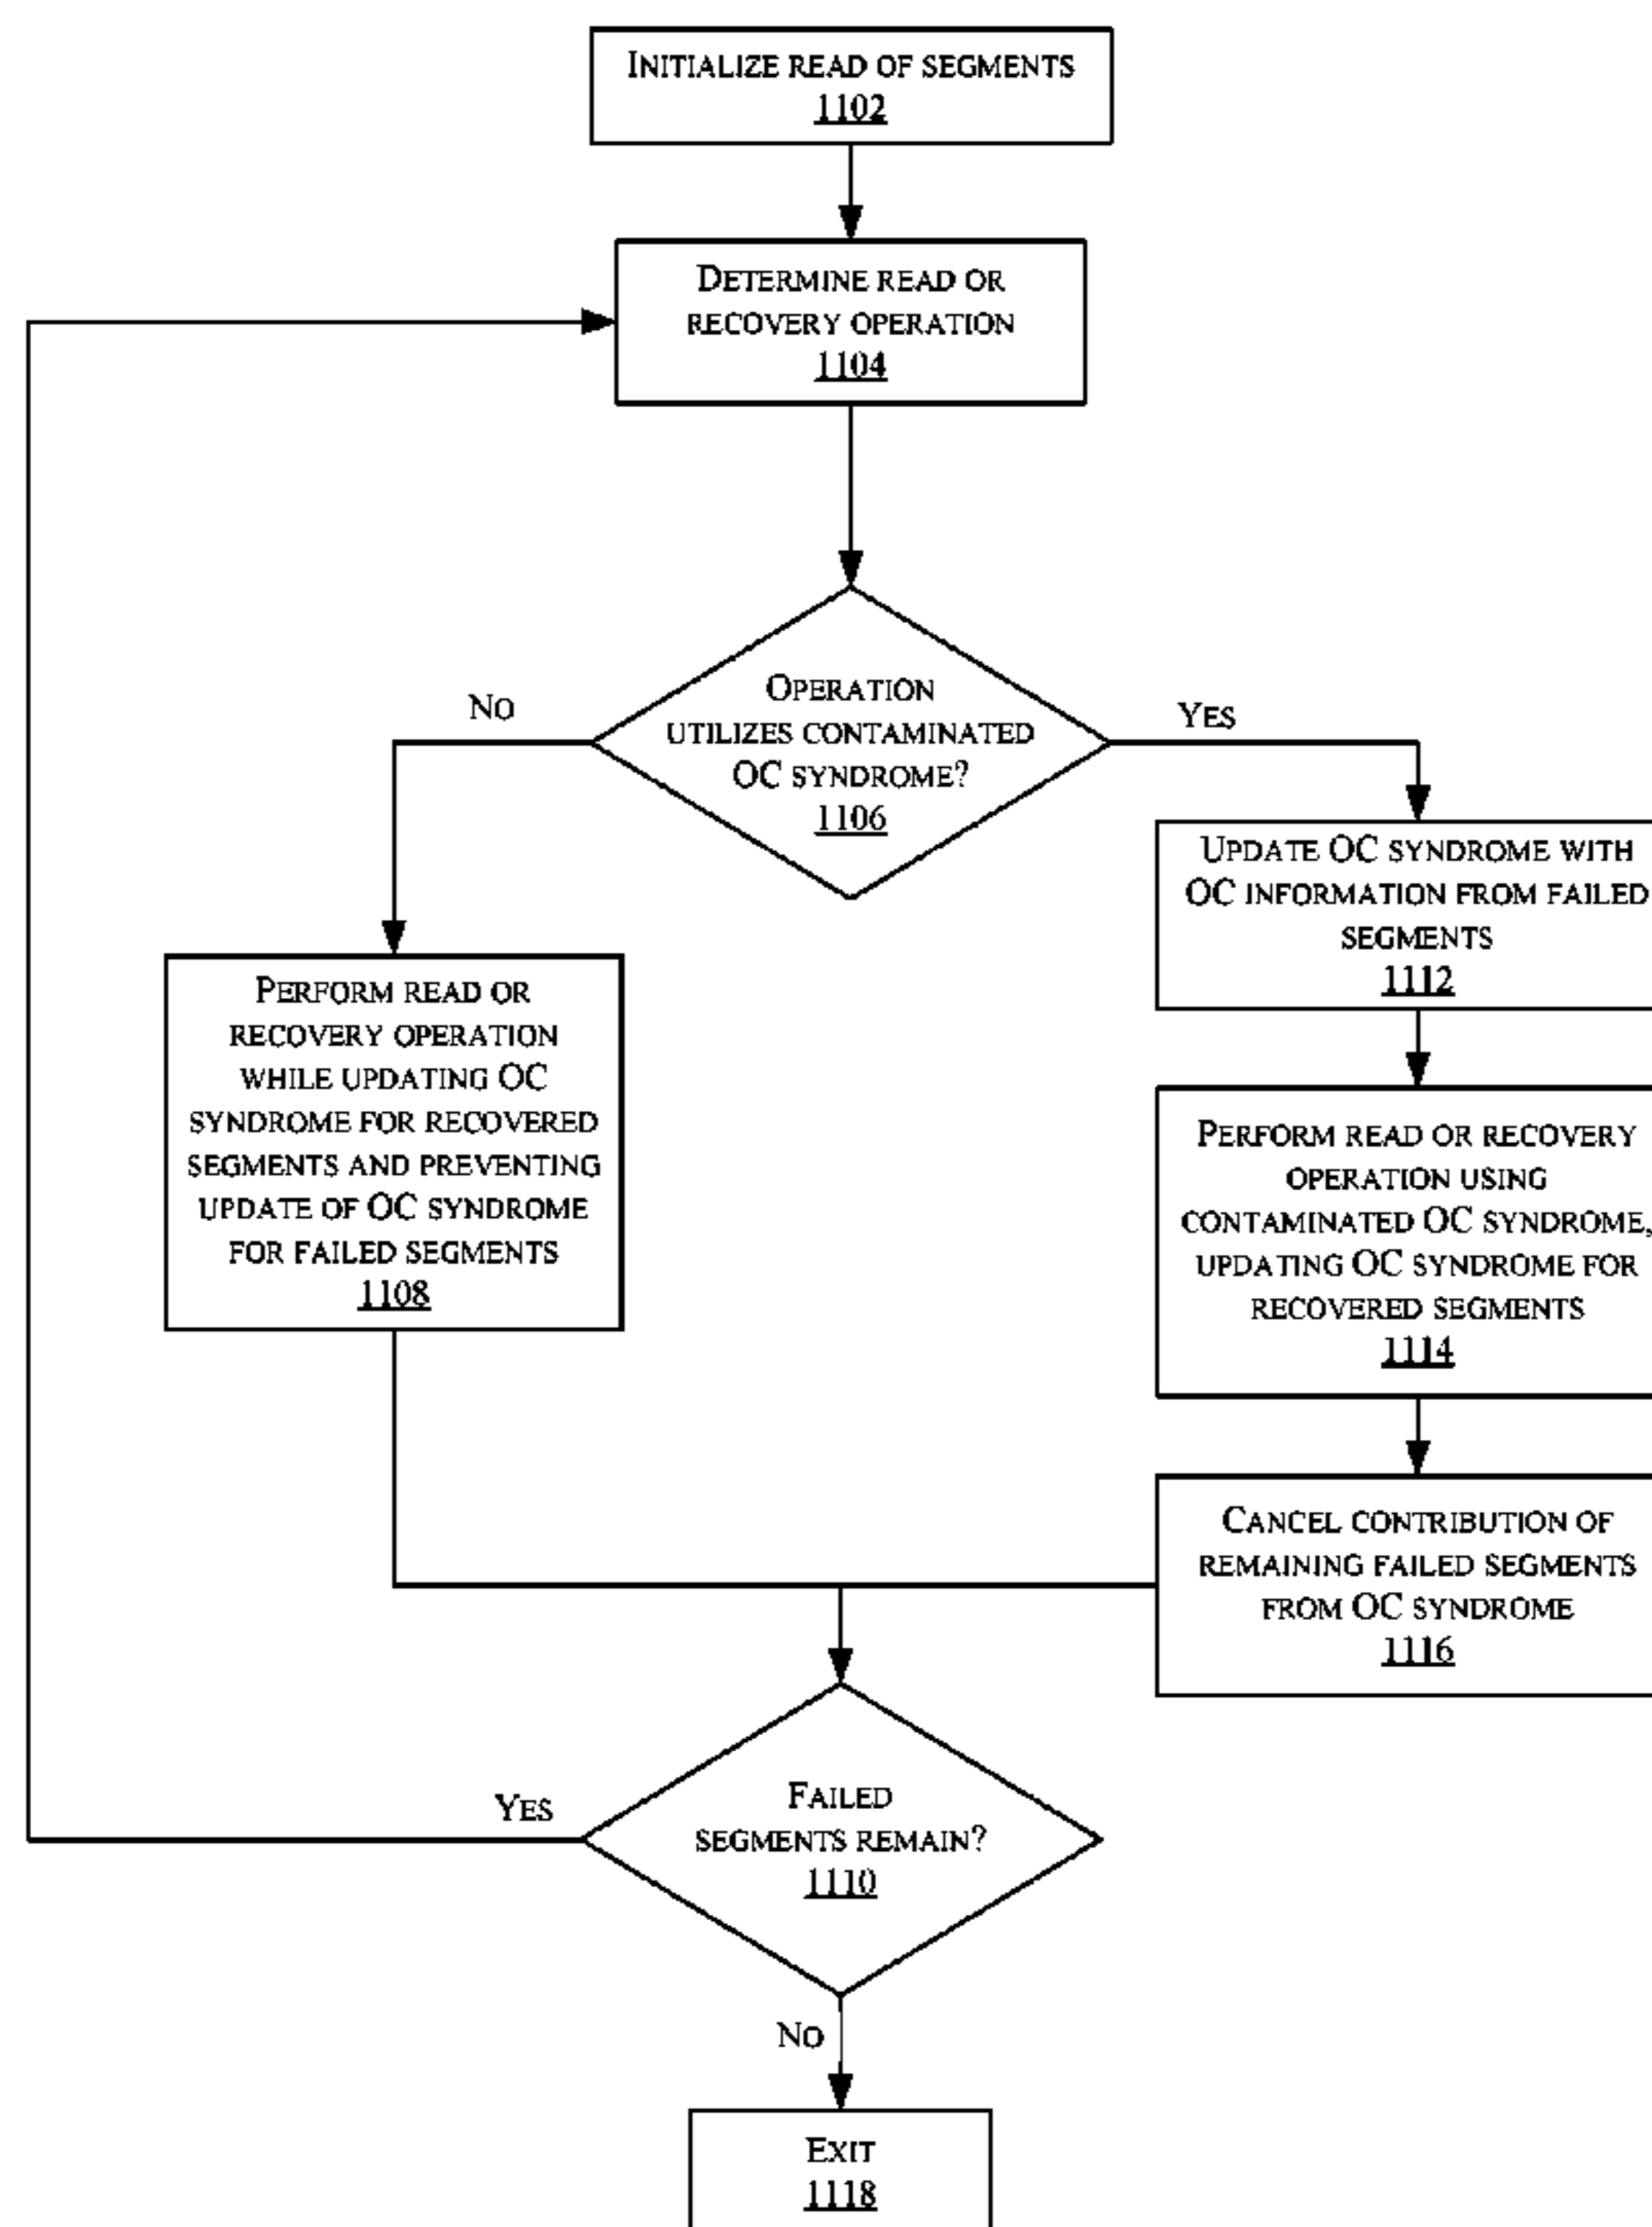 INITIALIZE READ OF SEGMENTS
1102
DETERMINE READ OR
RECOVERY OPERATION
1104
OPERATION
UTILIZES CONTAMINATED
OC SYNDROME?
1106
NO
YES
UPDATE OC SYNDROME WITH
OC INFORMATION FROM FAILED
SEGMENTS
1112
PERFORM READ OR
RECOVERY OPERATION
WHILE UPDATING OC
SYNDROME FOR RECOVERED
SEGMENTS AND PREVENTING
UPDATE OF OC SYNDROME
FOR FAILED SEGMENTS
1108
PERFORM READ OR RECOVERY
OPERATION USING
CONTAMINATED OC SYNDROME,
UPDATING OC SYNDROME FOR
RECOVERED SEGMENTS
1114
CANCEL CONTRIBUTION OF
REMAINING FAILED SEGMENTS
FROM OC SYNDROME
1116
FAILED
SEGMENTS REMAIN?
1110
YES
NO
EXIT
1118